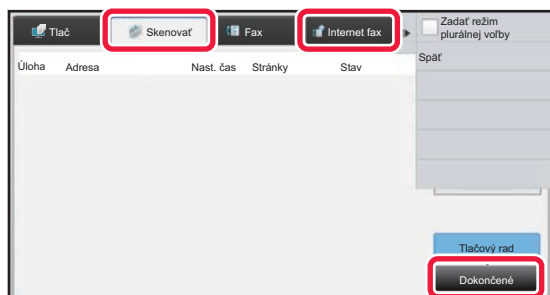 Tlač
Skenovať
Fax
Internet fax
Zadať režim
plurálnej voľby
Späť
Úloha Adresa Nast. čas Stránky Stav
Tlačový rad
Dokončené